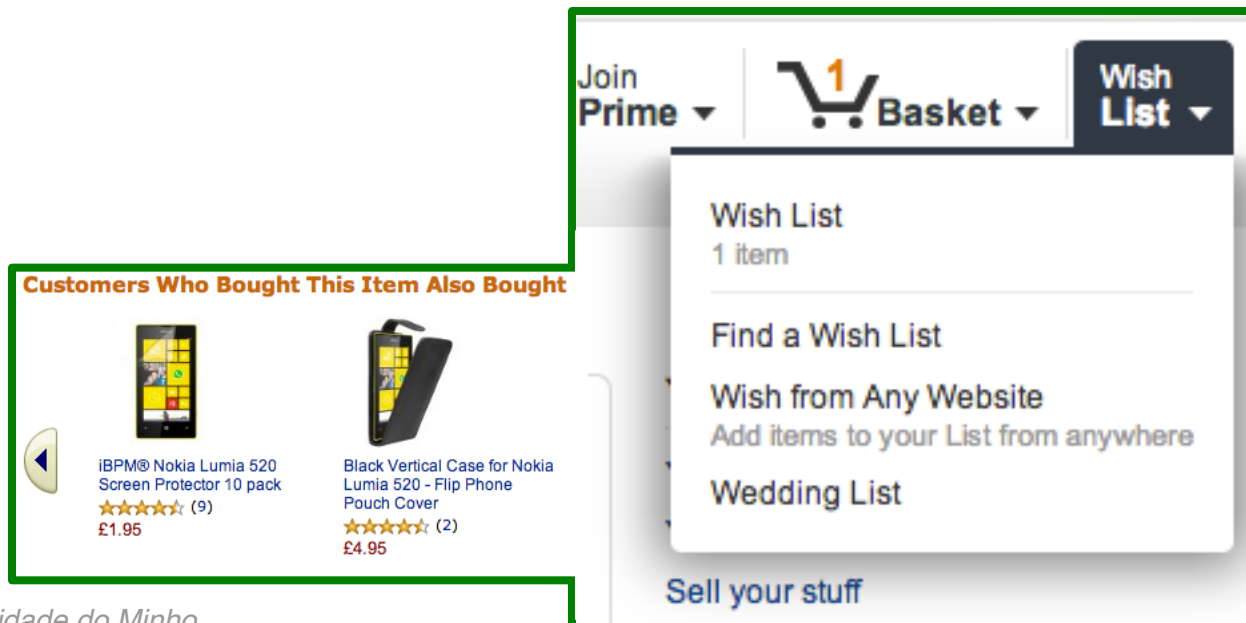 Join
Prime
1
Basket
Wish
List
Wish List
1 item
Find a Wish List
Wish from Any Website
Add items to your List from anywhere
Wedding List
Sell your stuff
Customers Who Bought This Item Also Bought
iBPM® Nokia Lumia 520
Screen Protector 10 pack
(9)
£1.95
Black Vertical Case for Nokia
Lumia 520 - Flip Phone
Pouch Cover
(2)
£4.95
idade do Minho